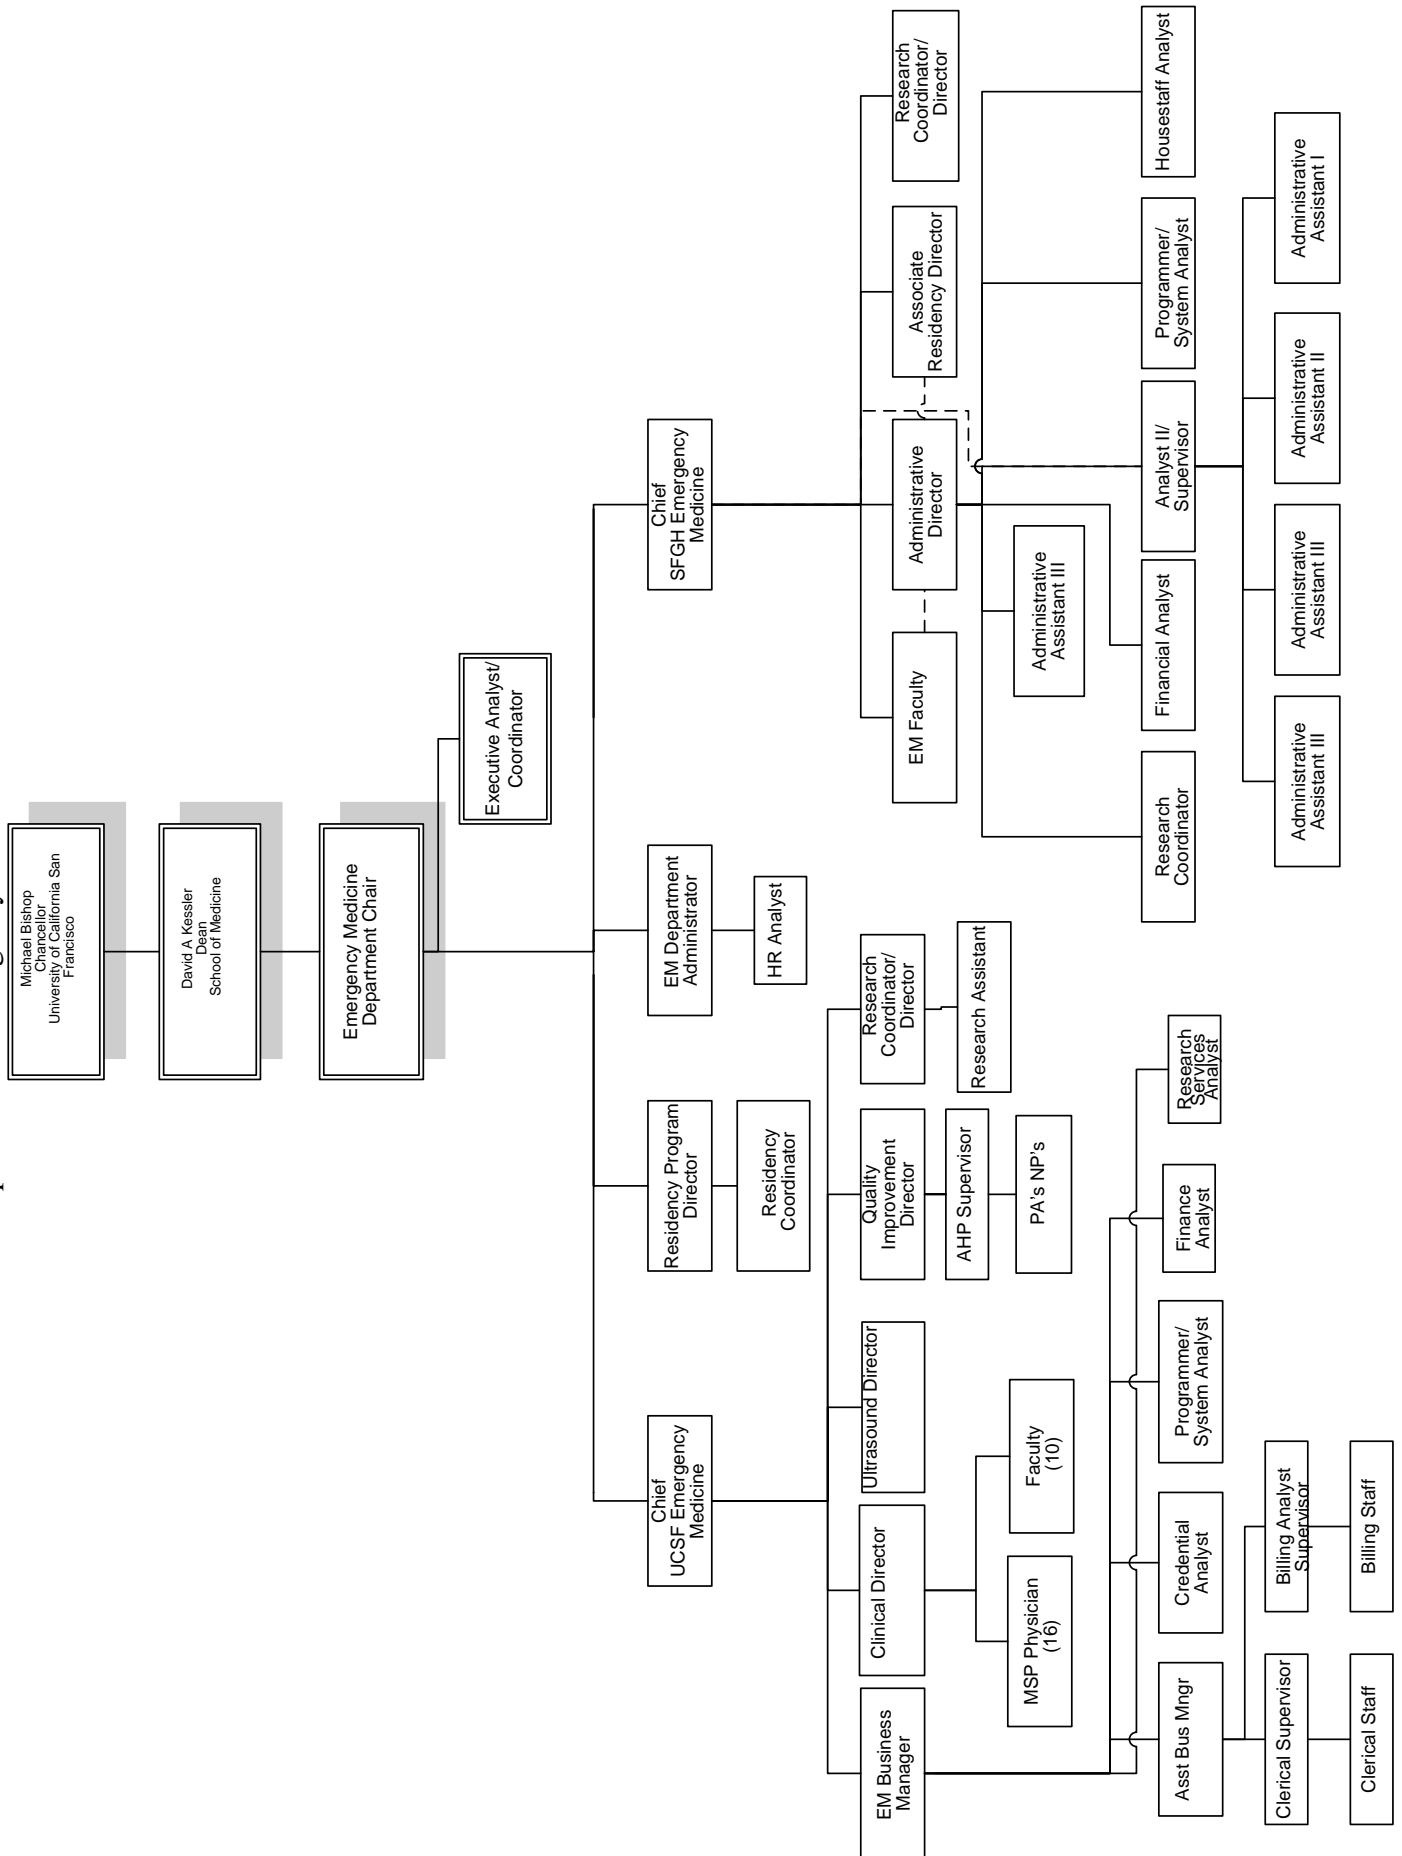 Michael Bishop
Chancellor
University of California San
Francisco
David A Kessler
Dean
School of Medicine
Emergency Medicine
Department Chair
Executive Analyst/
Coordinator
Chief
UCSF Emergency
Medicine
Residency Program
Director
EM Department
Administrator
Chief
SFGH Emergency
Medicine
Residency
Coordinator
HR Analyst
EM Business
Manager
Clinical Director
Ultrasound Director
Quality
Improvement
Director
Research
Coordinator/
Director
EM Faculty
Administrative
Director
Associate
Residency Director
Research
Coordinator/
Director
AHP Supervisor
Research Assistant
MSP Physician
(16)
Faculty
(10)
PA's NP's
Administrative
Assistant III
Asst Bus Mngr
Credential
Analyst
Programmer/
System Analyst
Finance
Analyst
Research
Services
Analyst
Research
Coordinator
Financial Analyst
Analyst II/
Supervisor
Programmer/
System Analyst
Housestaff Analyst
Clerical Supervisor
Billing Analyst
Supervisor
Administrative
Assistant III
Administrative
Assistant III
Administrative
Assistant II
Administrative
Assistant I
Clerical Staff
Billing Staff